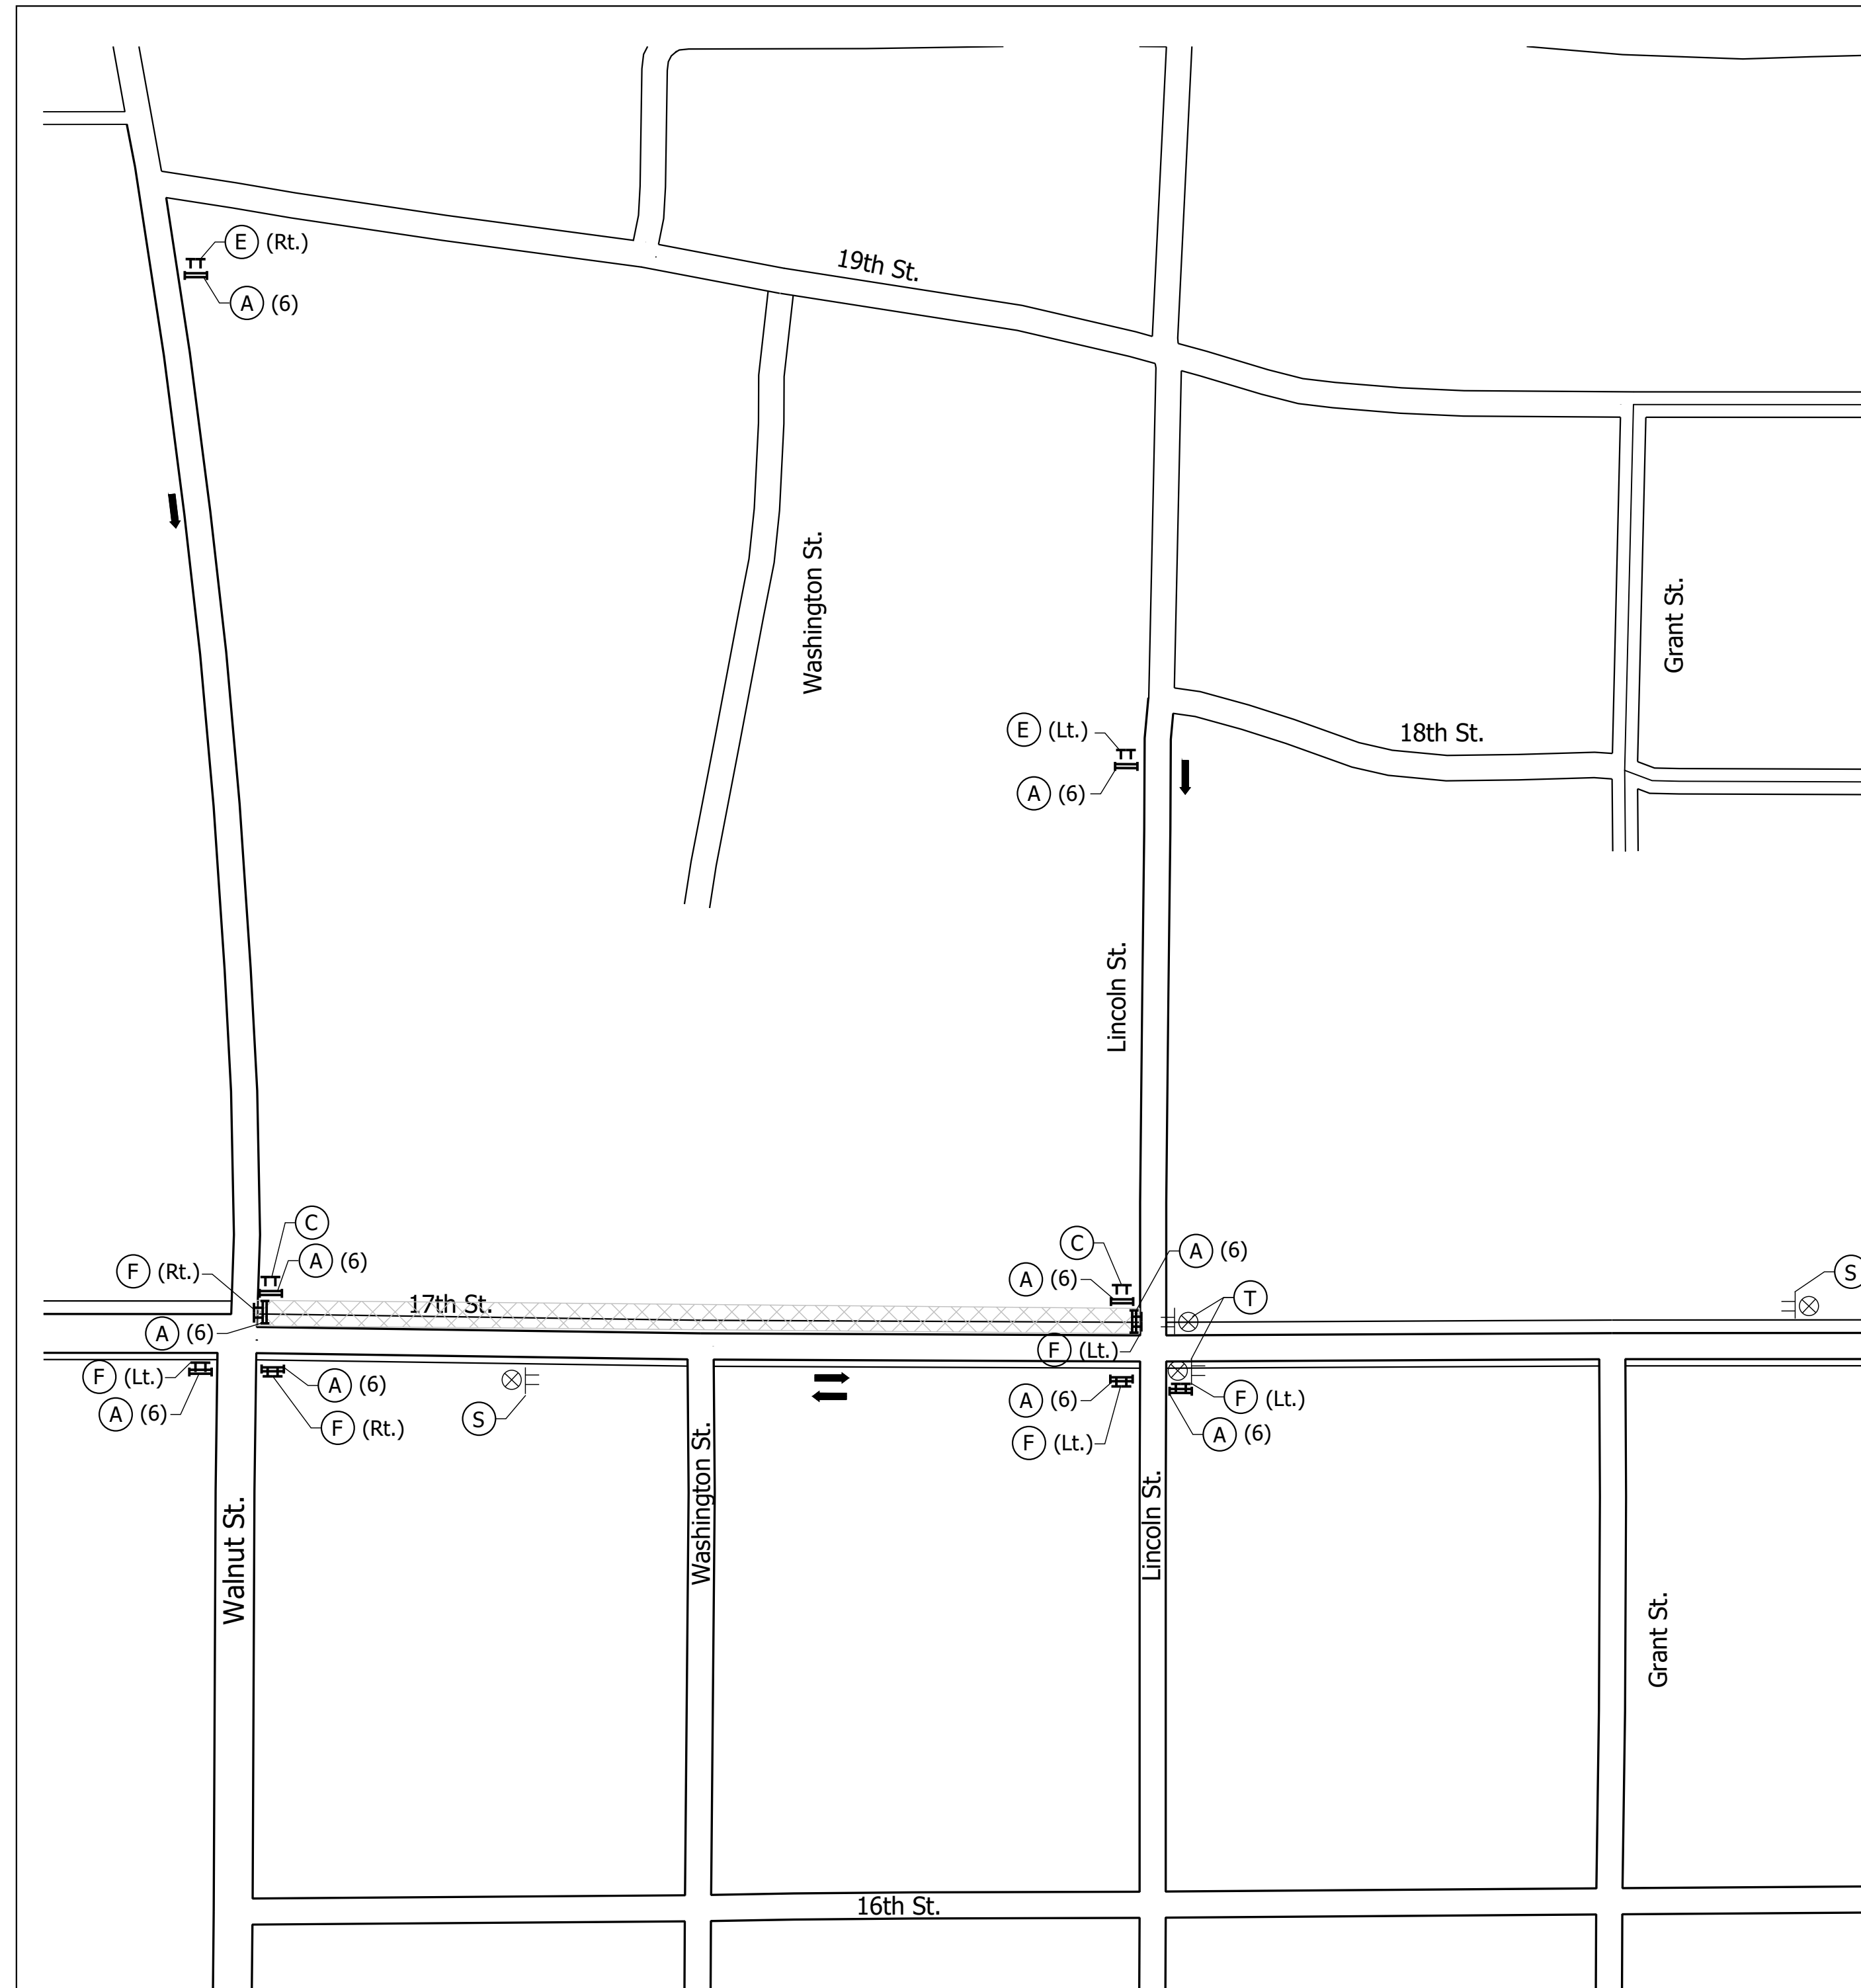 E (Rt.)
A (6)
19th St.
Washington St.
Grant St.
E (Lt.)
18th St.
A (6)
Lincoln St.
C
F (Rt.)
A (6)
C
A (6)
A (6)
S
17th St.
T
A (6)
F (Lt.)
F (Lt.)
A (6)
A (6)
F (Rt.)
S
A (6)
F (Lt.)
F (Lt.)
A (6)
Walnut St.
Washington St.
Lincoln St.
Grant St.
16th St.